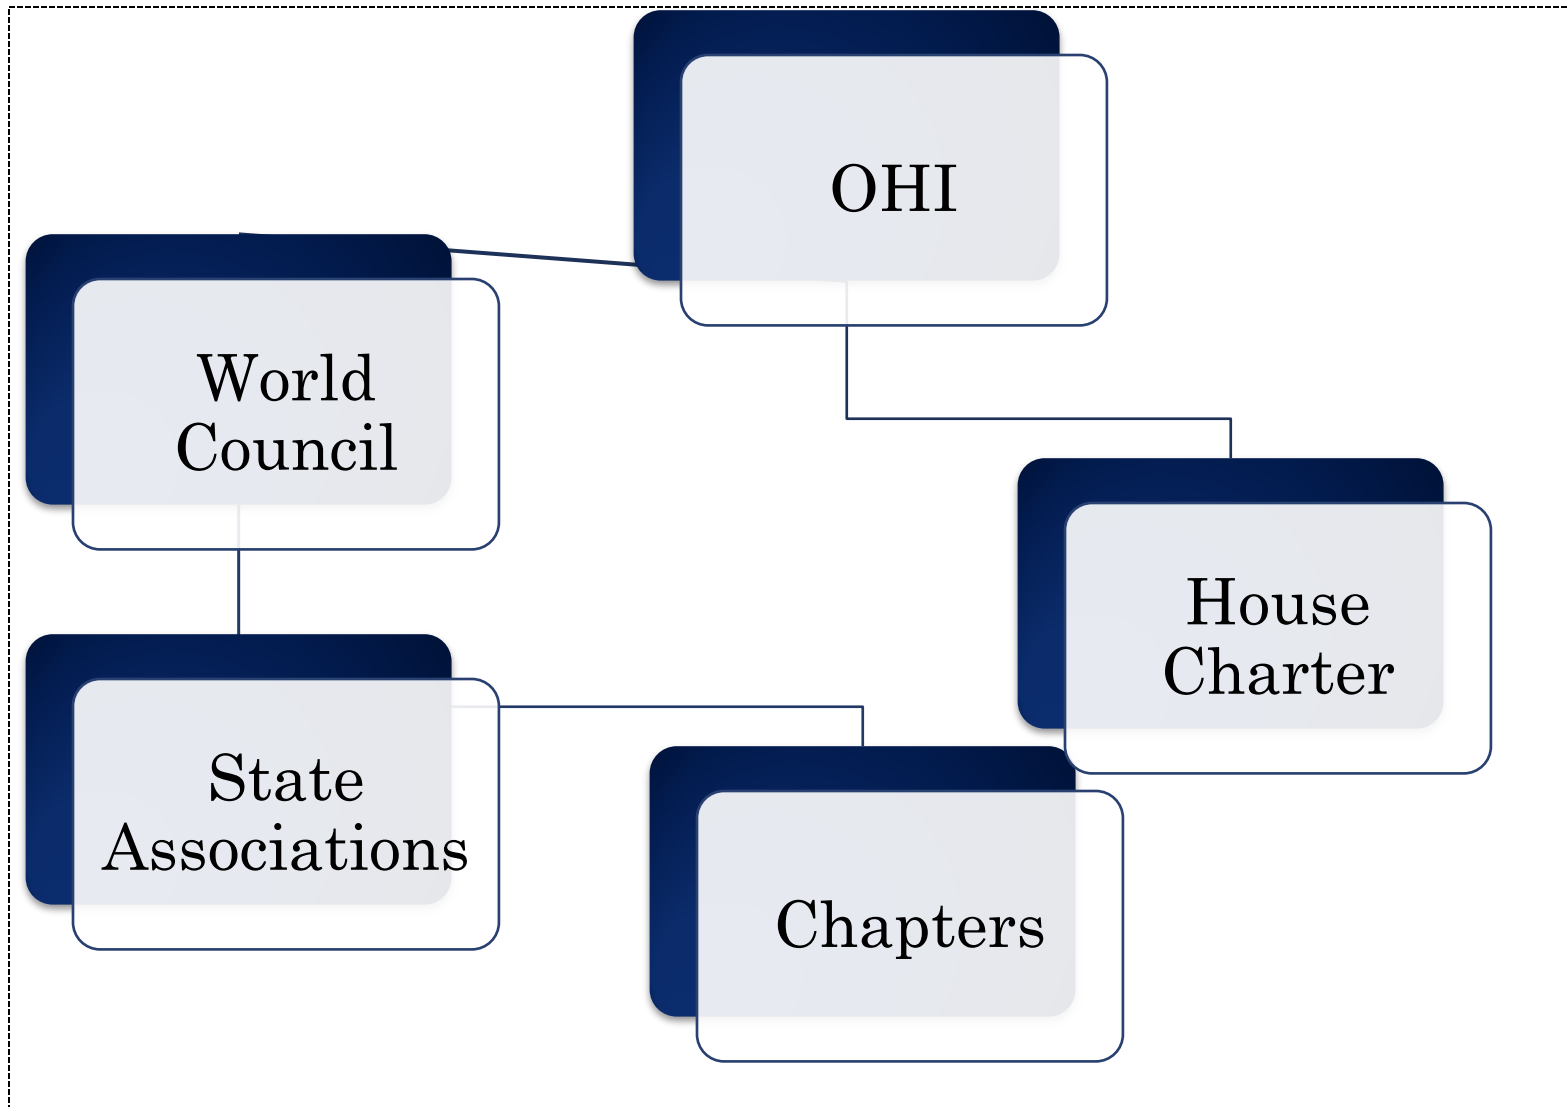 OHI
World
Council
House
Charter
State
Associations
Chapters